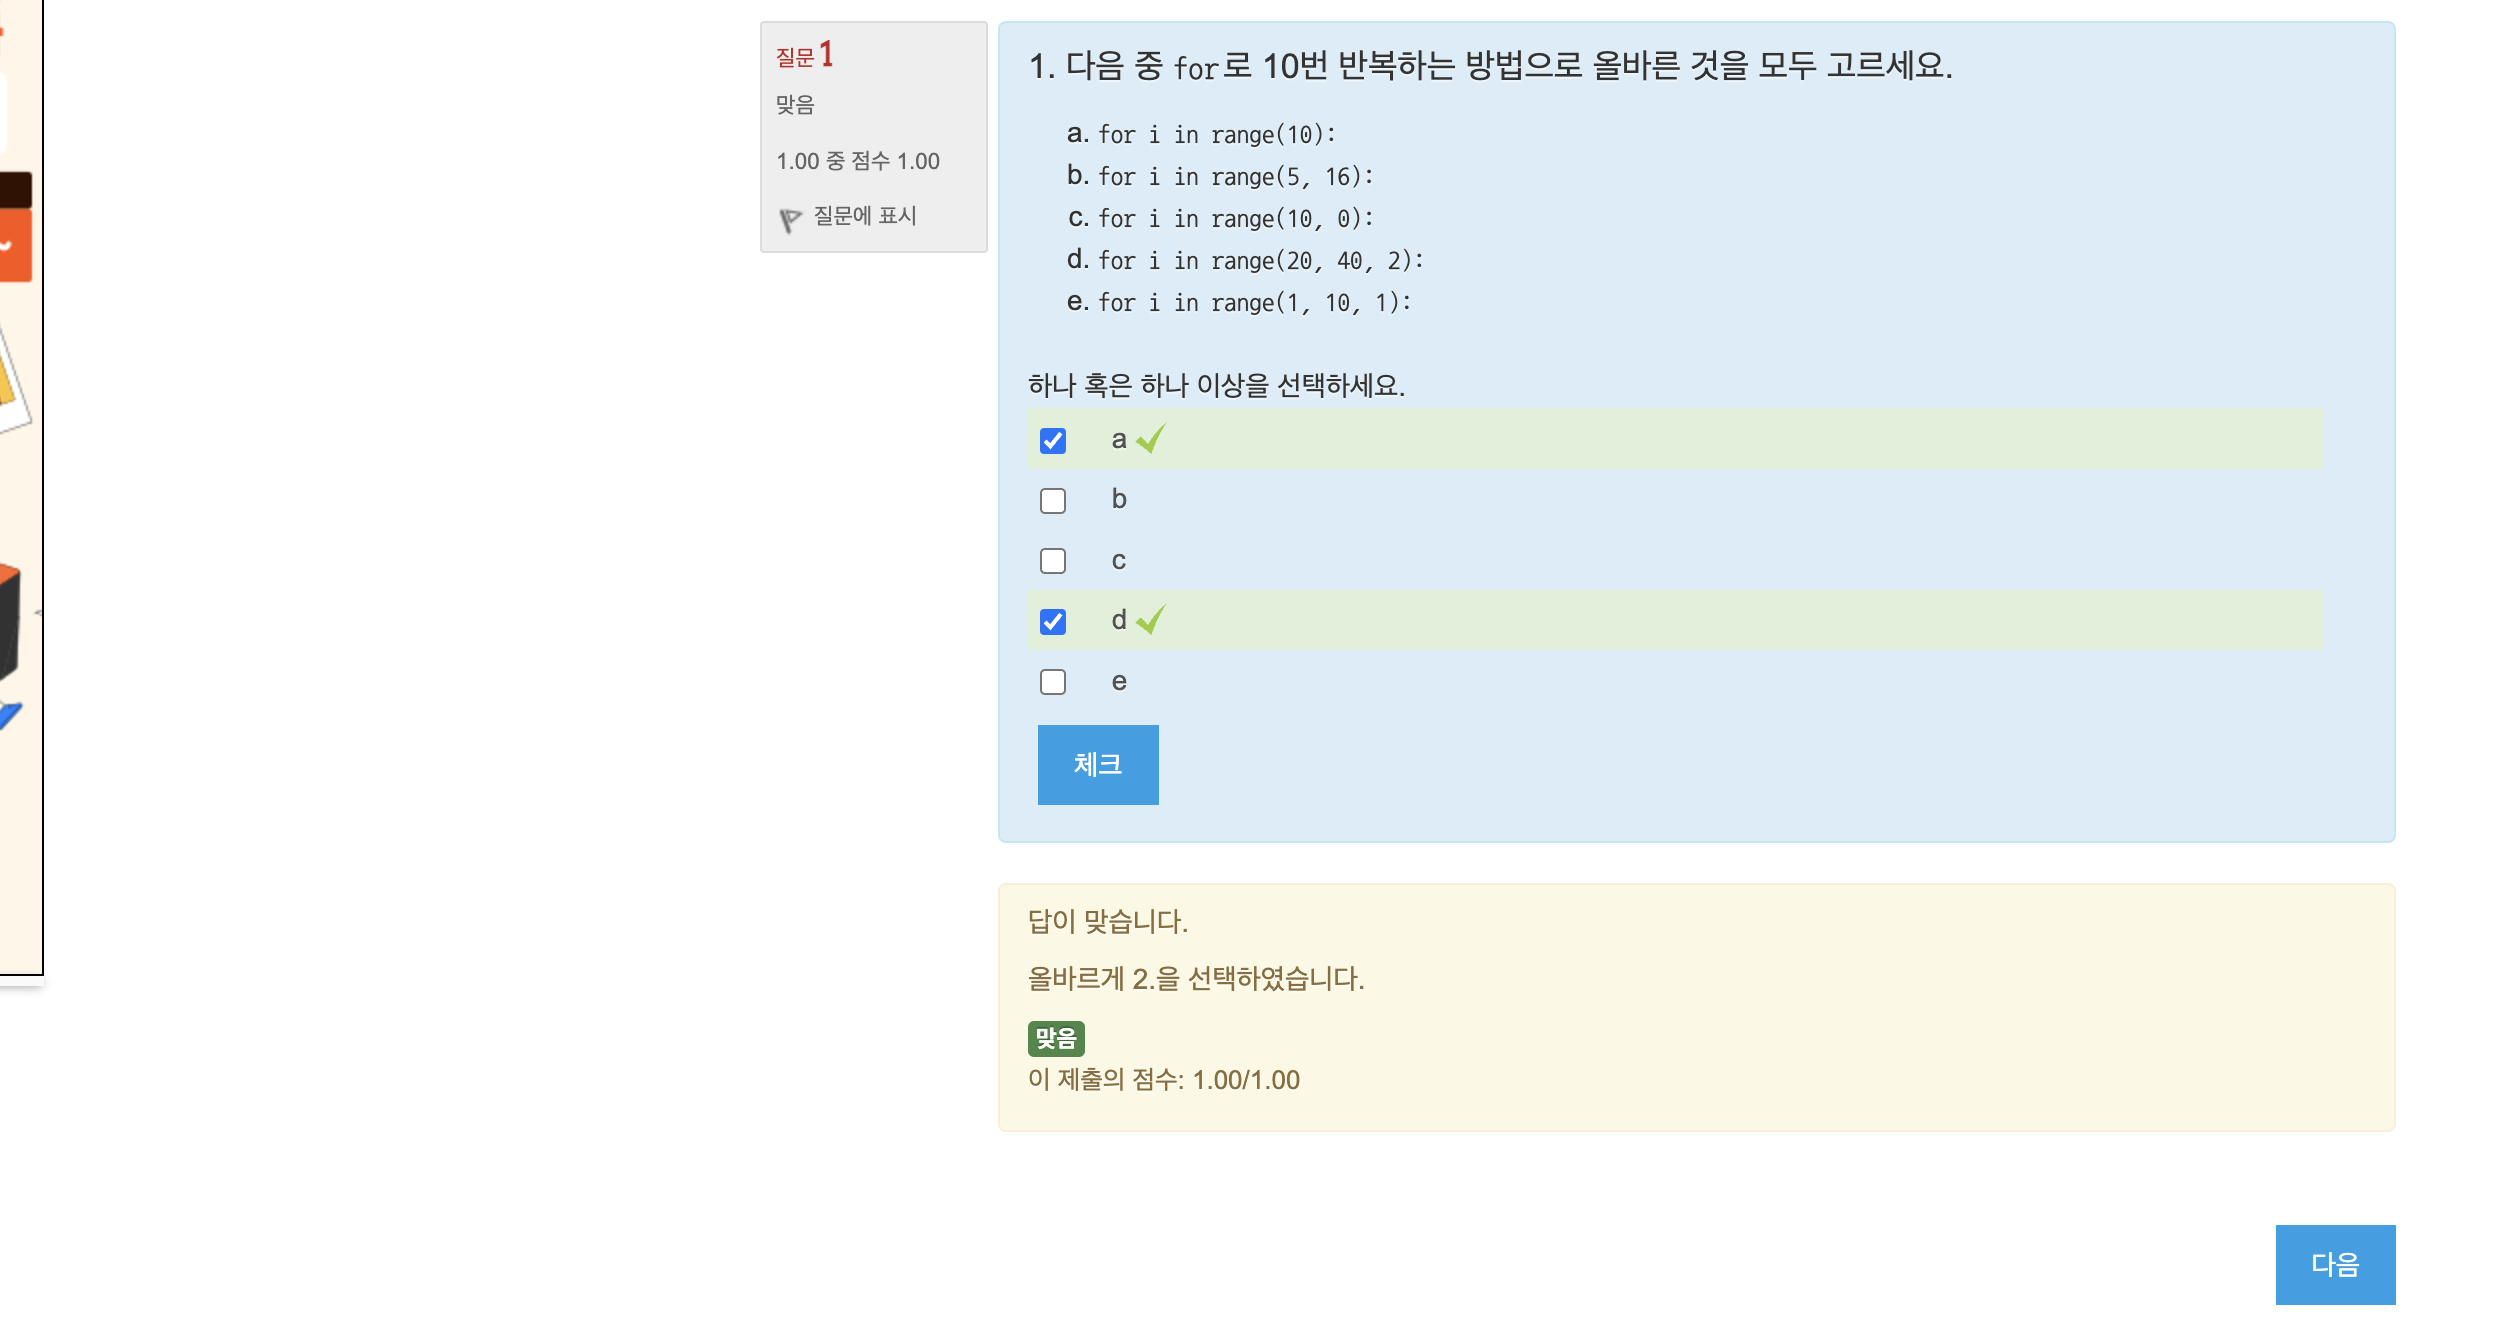 질문 1
맞음
1.00 중 점수 1.00
질문에 표시
1. 다음 중 for로 10번 반복하는 방법으로 올바른 것을 모두 고르세요.
a. for i in range(10):
b. for i in range(5, 16):
c. for i in range(10, 0):
d. for i in range(20, 40, 2):
e. for i in range(1, 10, 1):
하나 혹은 하나 이상을 선택하세요.
a
b
c
d
e
체크
답이 맞습니다.
올바르게 2.을 선택하였습니다.
맞음
이 제출의 점수: 1.00/1.00
다음